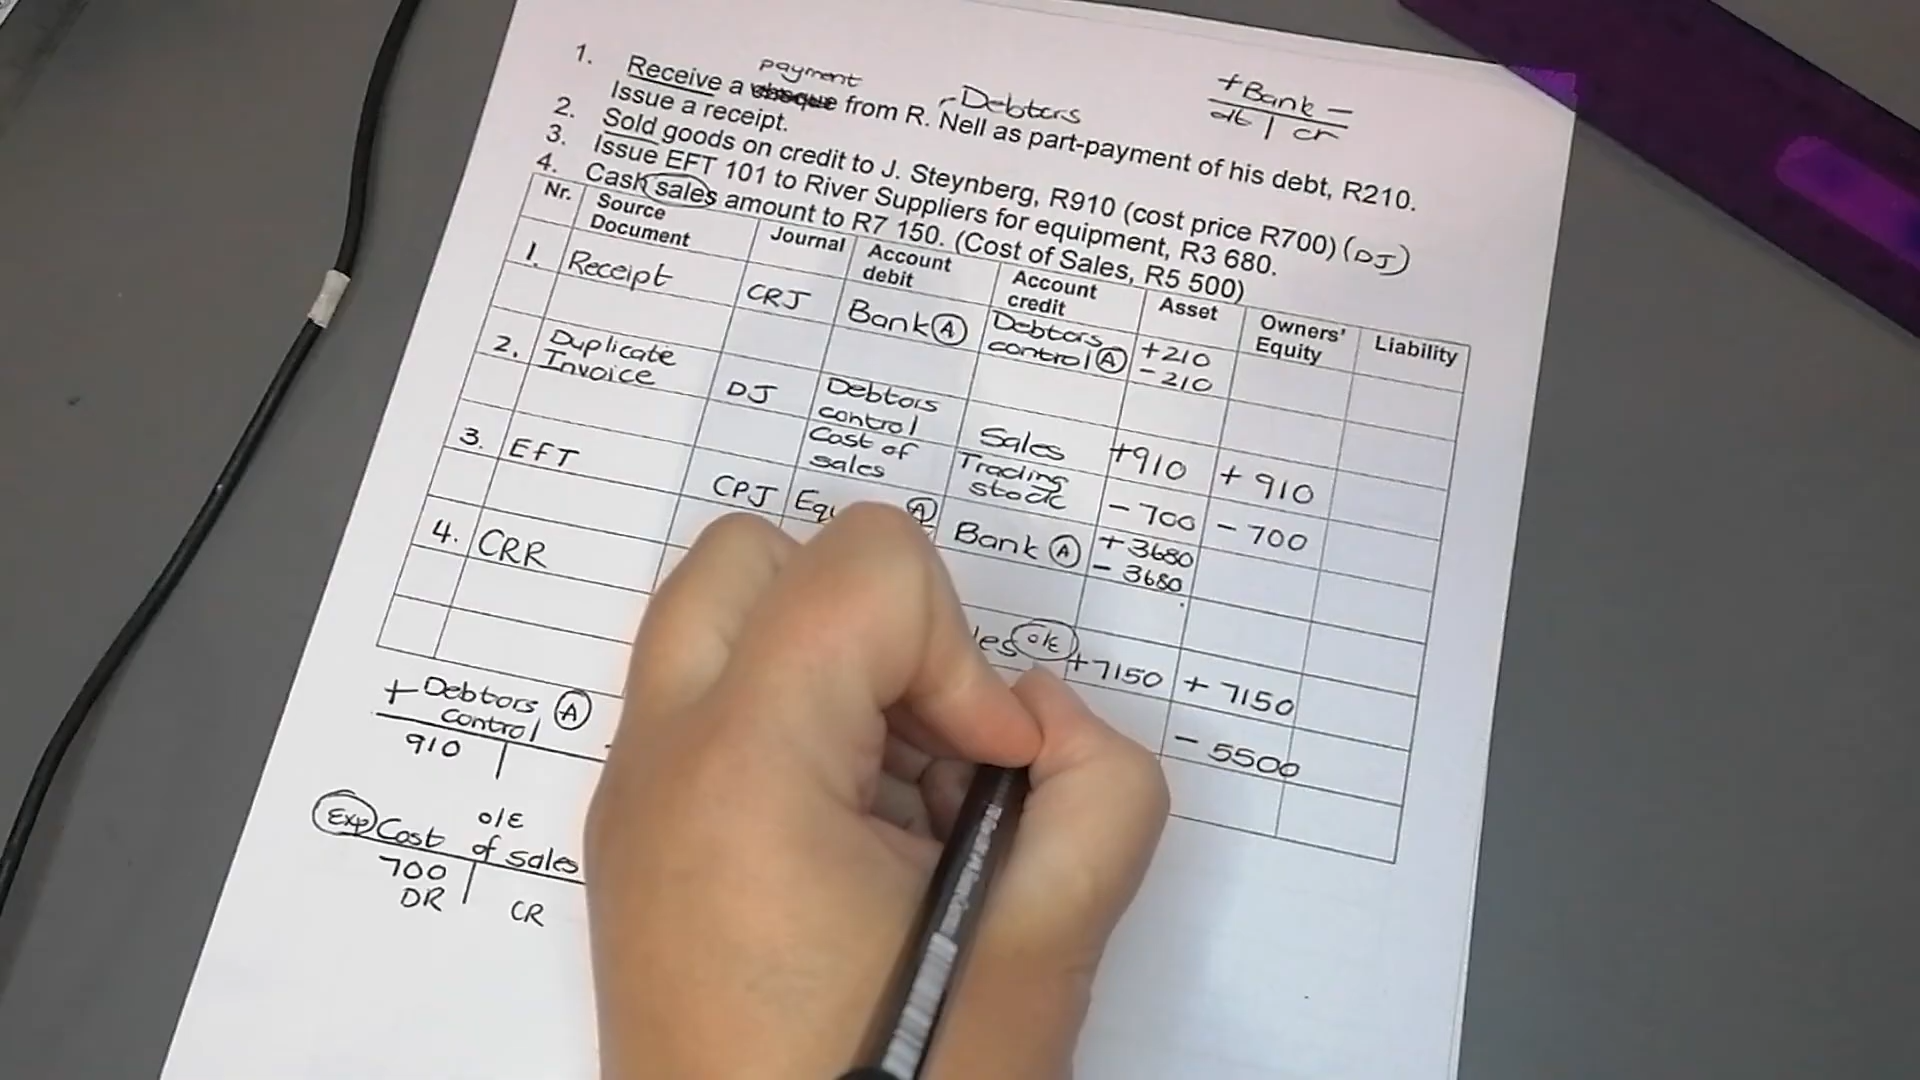 payment
1. Receive a cheque from R. Nell as part-payment of his debt, R210.
-Debtors
Issue a receipt.
2. Sold goods on credit to J. Steynberg, R910 (cost price R700) (DJ)
3. Issue EFT 101 to River Suppliers for equipment, R3 680.
4. Cash sales amount to R7 150. (Cost of Sales, R5 500)
+Bank -
db | cr
Nr. Source Document Journal Account debit Account credit Asset Owners' Equity Liability
1. Receipt CRJ Bank A Debtors control A +210 -210
2. Duplicate Invoice DJ Debtors control Sales +910 +910
Cost of sales Trading stock -700 -700
3. EFT CPJ A Bank A +3680 -3680
4. CRR O/E +7150 +7150
-5500
+ Debtors control A
910
O/E
Exp Cost of sales
700
DR CR